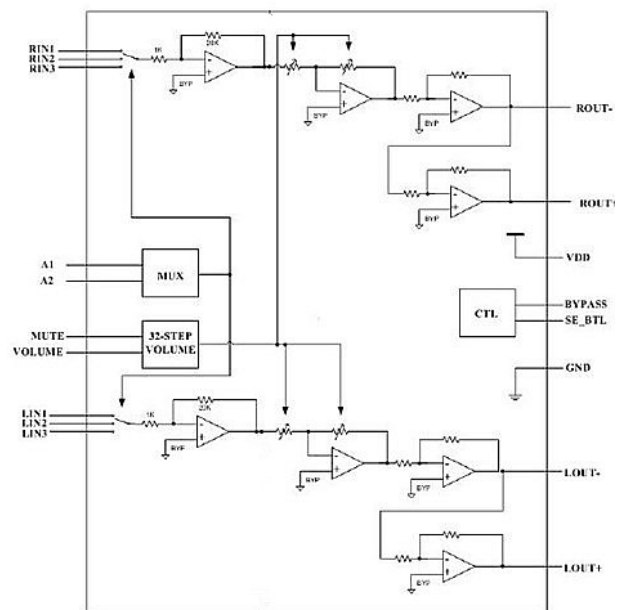 RIN1
RIN2
RIN3
1K
20K
BYP
BYP
BYP
ROUT-
BYP
ROUT+
A1
A2
MUX
VDD
MUTE
VOLUME
32-STEP
VOLUME
CTL
BYPASS
SE_BTL
GND
LIN1
LIN2
LIN3
1K
20K
BYP
BYP
BYP
LOUT-
BYP
LOUT+